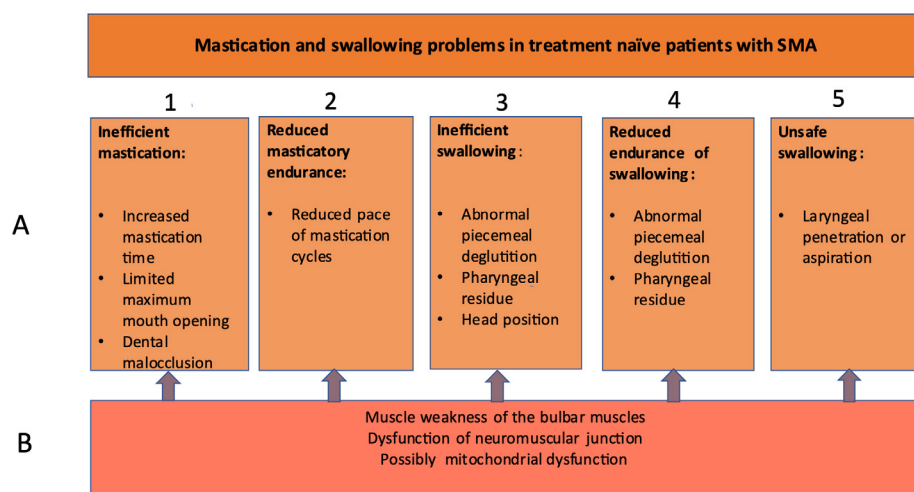 Mastication and swallowing problems in treatment naïve patients with SMA
1
2
3
4
5
A
Inefficient
mastication:
• Increased
mastication
time
• Limited
maximum
mouth opening
• Dental
malocclusion
Reduced
masticatory
endurance:
• Reduced pace
of mastication
cycles
Inefficient
swallowing :
• Abnormal
piecemeal
deglutition
• Pharyngeal
residue
• Head position
Reduced
endurance of
swallowing :
• Abnormal
piecemeal
deglutition
• Pharyngeal
residue
Unsafe
swallowing :
• Laryngeal
penetration or
aspiration
B
Muscle weakness of the bulbar muscles
Dysfunction of neuromuscular junction
Possibly mitochondrial dysfunction